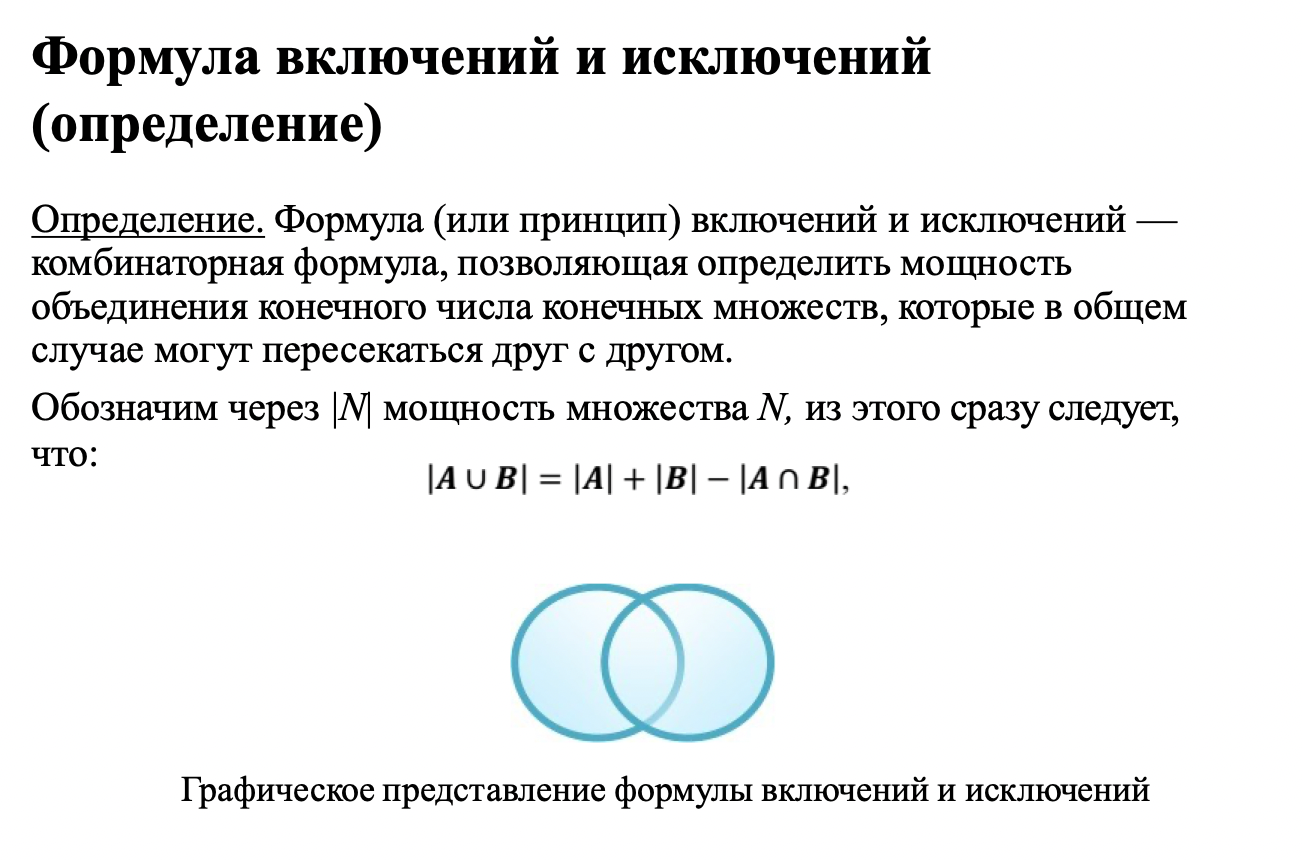 Формула включений и исключений
(определение)
Определение. Формула (или принцип) включений и исключений —
комбинаторная формула, позволяющая определить мощность
объединения конечного числа конечных множеств, которые в общем
случае могут пересекаться друг с другом.
Обозначим через |N| мощность множества N, из этого сразу следует,
что:
|A ∪ B| = |A| + |B| − |A ∩ B|,
Графическое представление формулы включений и исключений